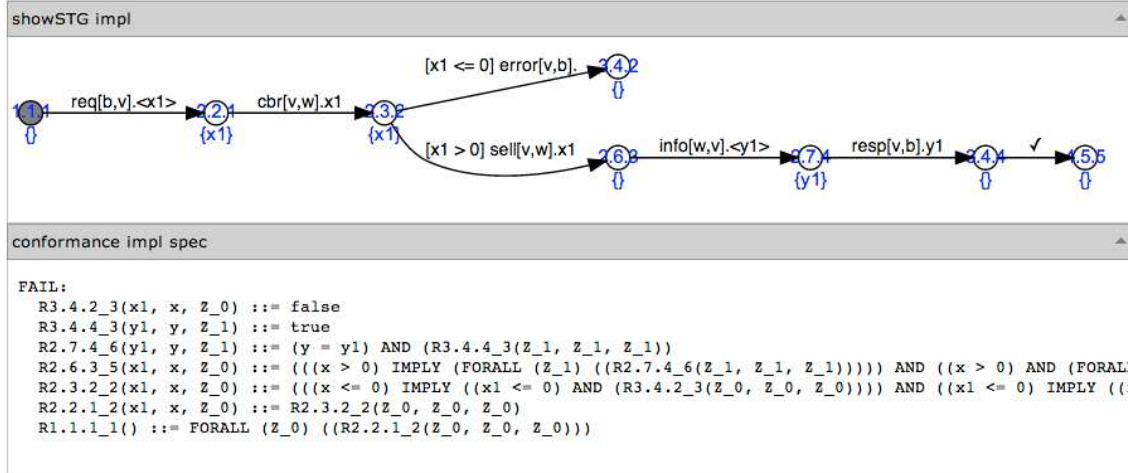 showSTG impl
[x1 <= 0] error[v,b].
3.4.2
{}
1.1.1
{}
req[b,v].<x1>
2.2.1
{x1}
cbr[v,w].x1
2.3.2
{x1}
[x1 > 0] sell[v,w].x1
2.6.3
{}
info[w,v].<y1>
2.7.4
{y1}
resp[v,b].y1
3.4.4
{}
✓
.5.5
{}
conformance impl spec
FAIL:
R3.4.2_3(x1, x, Z_0) ::= false
R3.4.4_3(y1, y, Z_1) ::= true
R2.7.4_6(y1, y, Z_1) ::= (y = y1) AND (R3.4.4_3(Z_1, Z_1, Z_1))
R2.6.3_5(x1, x, Z_0) ::= (((x > 0) IMPLY (FORALL (Z_1) ((R2.7.4_6(Z_1, Z_1, Z_1))))) AND ((x > 0) AND (FORALL
R2.3.2_2(x1, x, Z_0) ::= (((x <= 0) IMPLY ((x1 <= 0) AND (R3.4.2_3(Z_0, Z_0, Z_0)))) AND ((x1 <= 0) IMPLY ((
R2.2.1_2(x1, x, Z_0) ::= R2.3.2_2(Z_0, Z_0, Z_0)
R1.1.1_1() ::= FORALL (Z_0) ((R2.2.1_2(Z_0, Z_0, Z_0)))